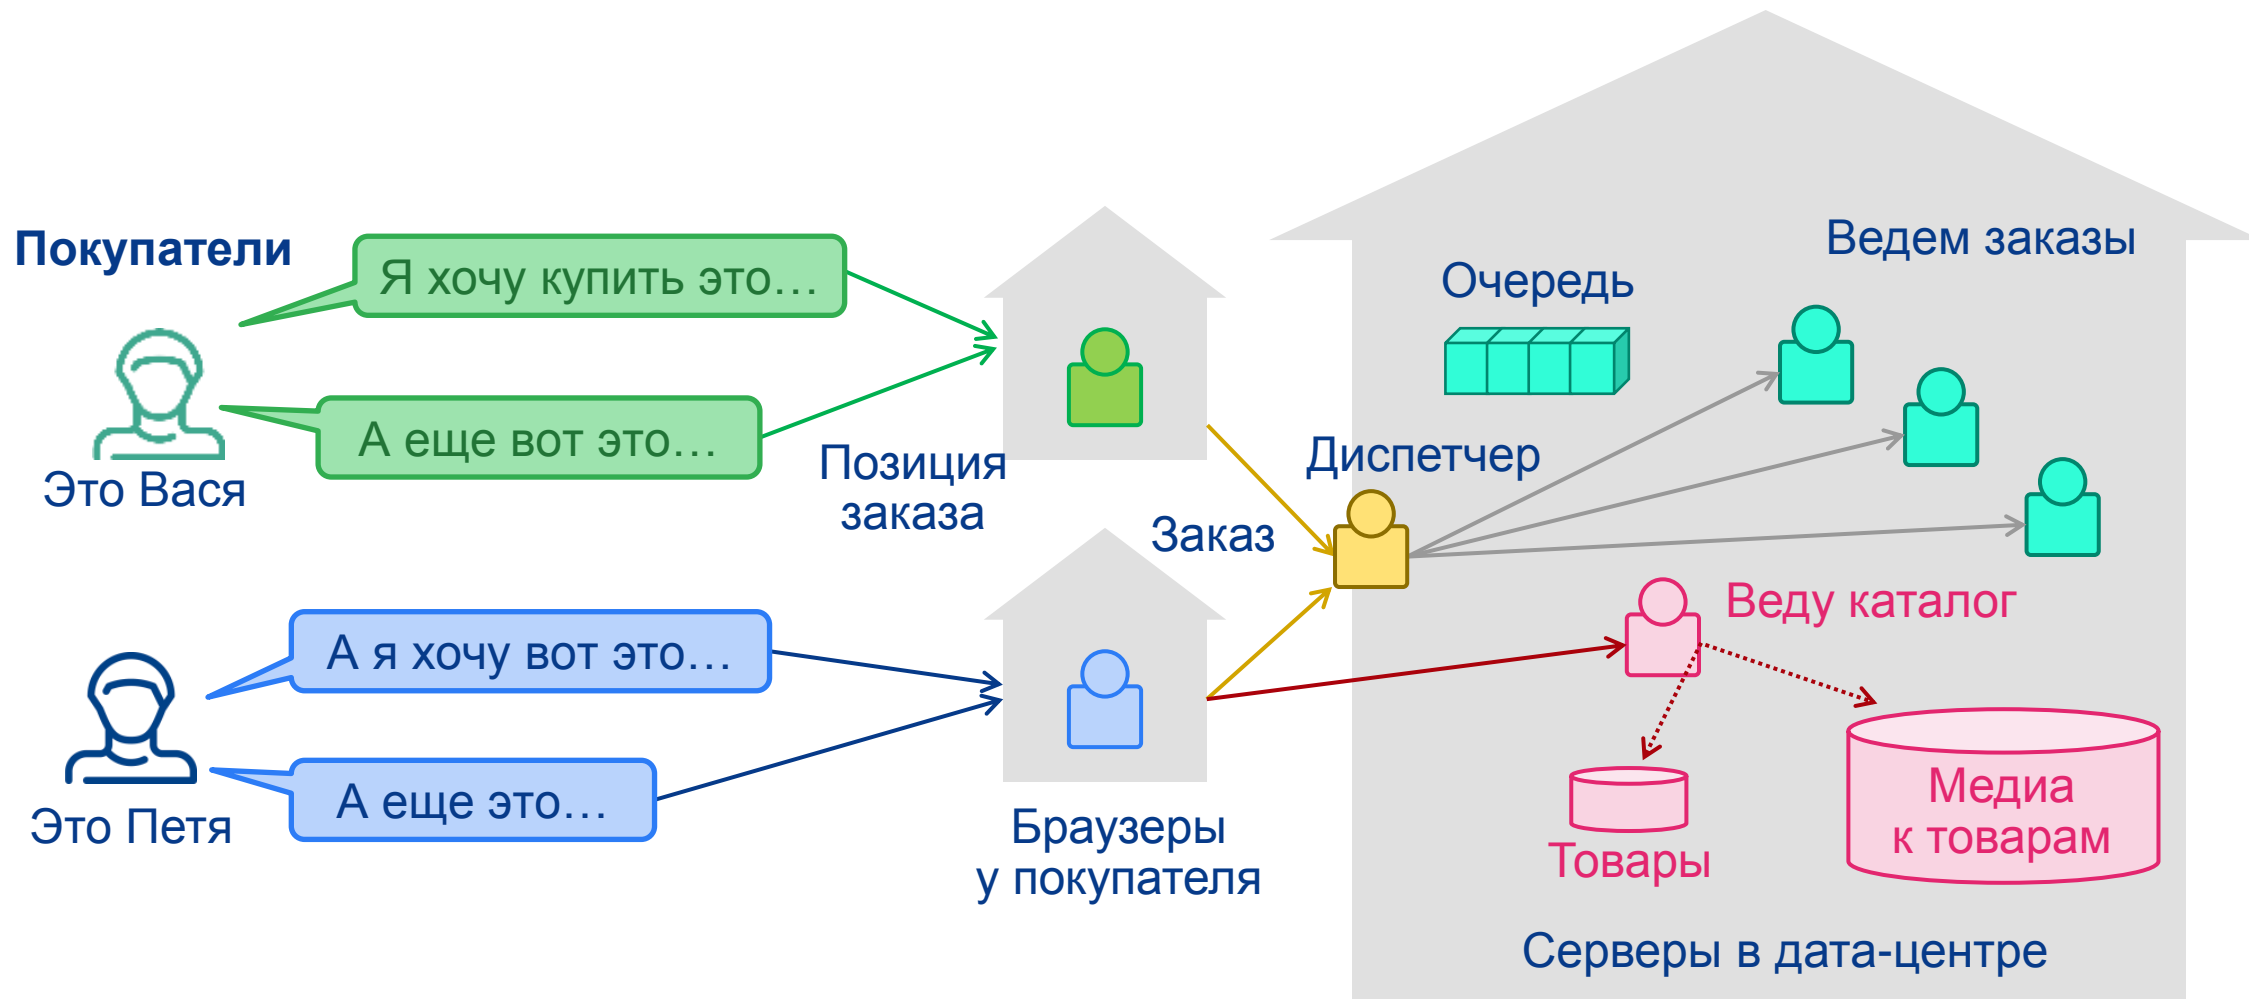 Покупатели
Я хочу купить это…
А еще вот это…
Это Вася
Позиция
заказа
А я хочу вот это…
А еще это…
Это Петя
Браузеры
у покупателя
Заказ
Диспетчер
Очередь
Ведем заказы
Веду каталог
Товары
Медиа
к товарам
Серверы в дата-центре